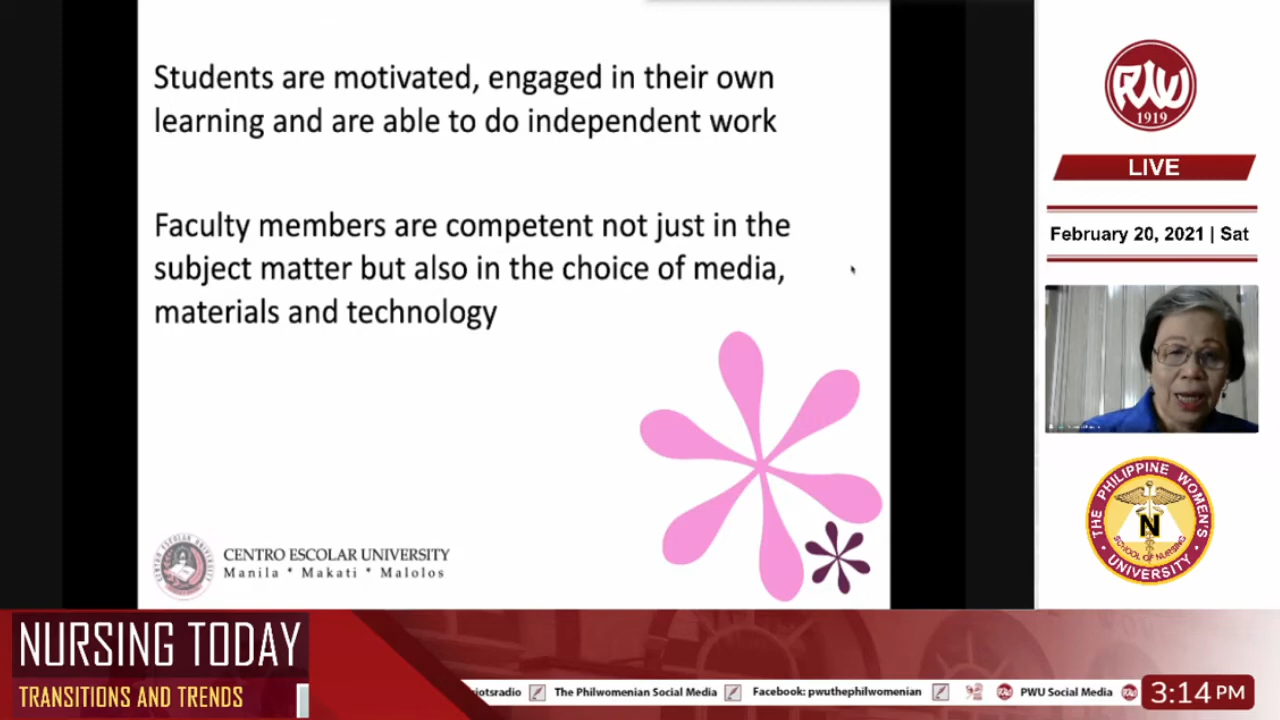 Students are motivated, engaged in their own
learning and are able to do independent work
Faculty members are competent not just in the
subject matter but also in the choice of media,
materials and technology
CENTRO ESCOLAR UNIVERSITY
Manila * Makati * Malolos
PWU
1919
LIVE
February 20, 2021 | Sat
THE PHILIPPINE WOMEN'S
N
SCHOOL OF NURSING
UNIVERSITY
NURSING TODAY
TRANSITIONS AND TRENDS
iotsradio
The Philwomenian Social Media
Facebook: pwuthephilwomenian
PWU Social Media
3:14 PM